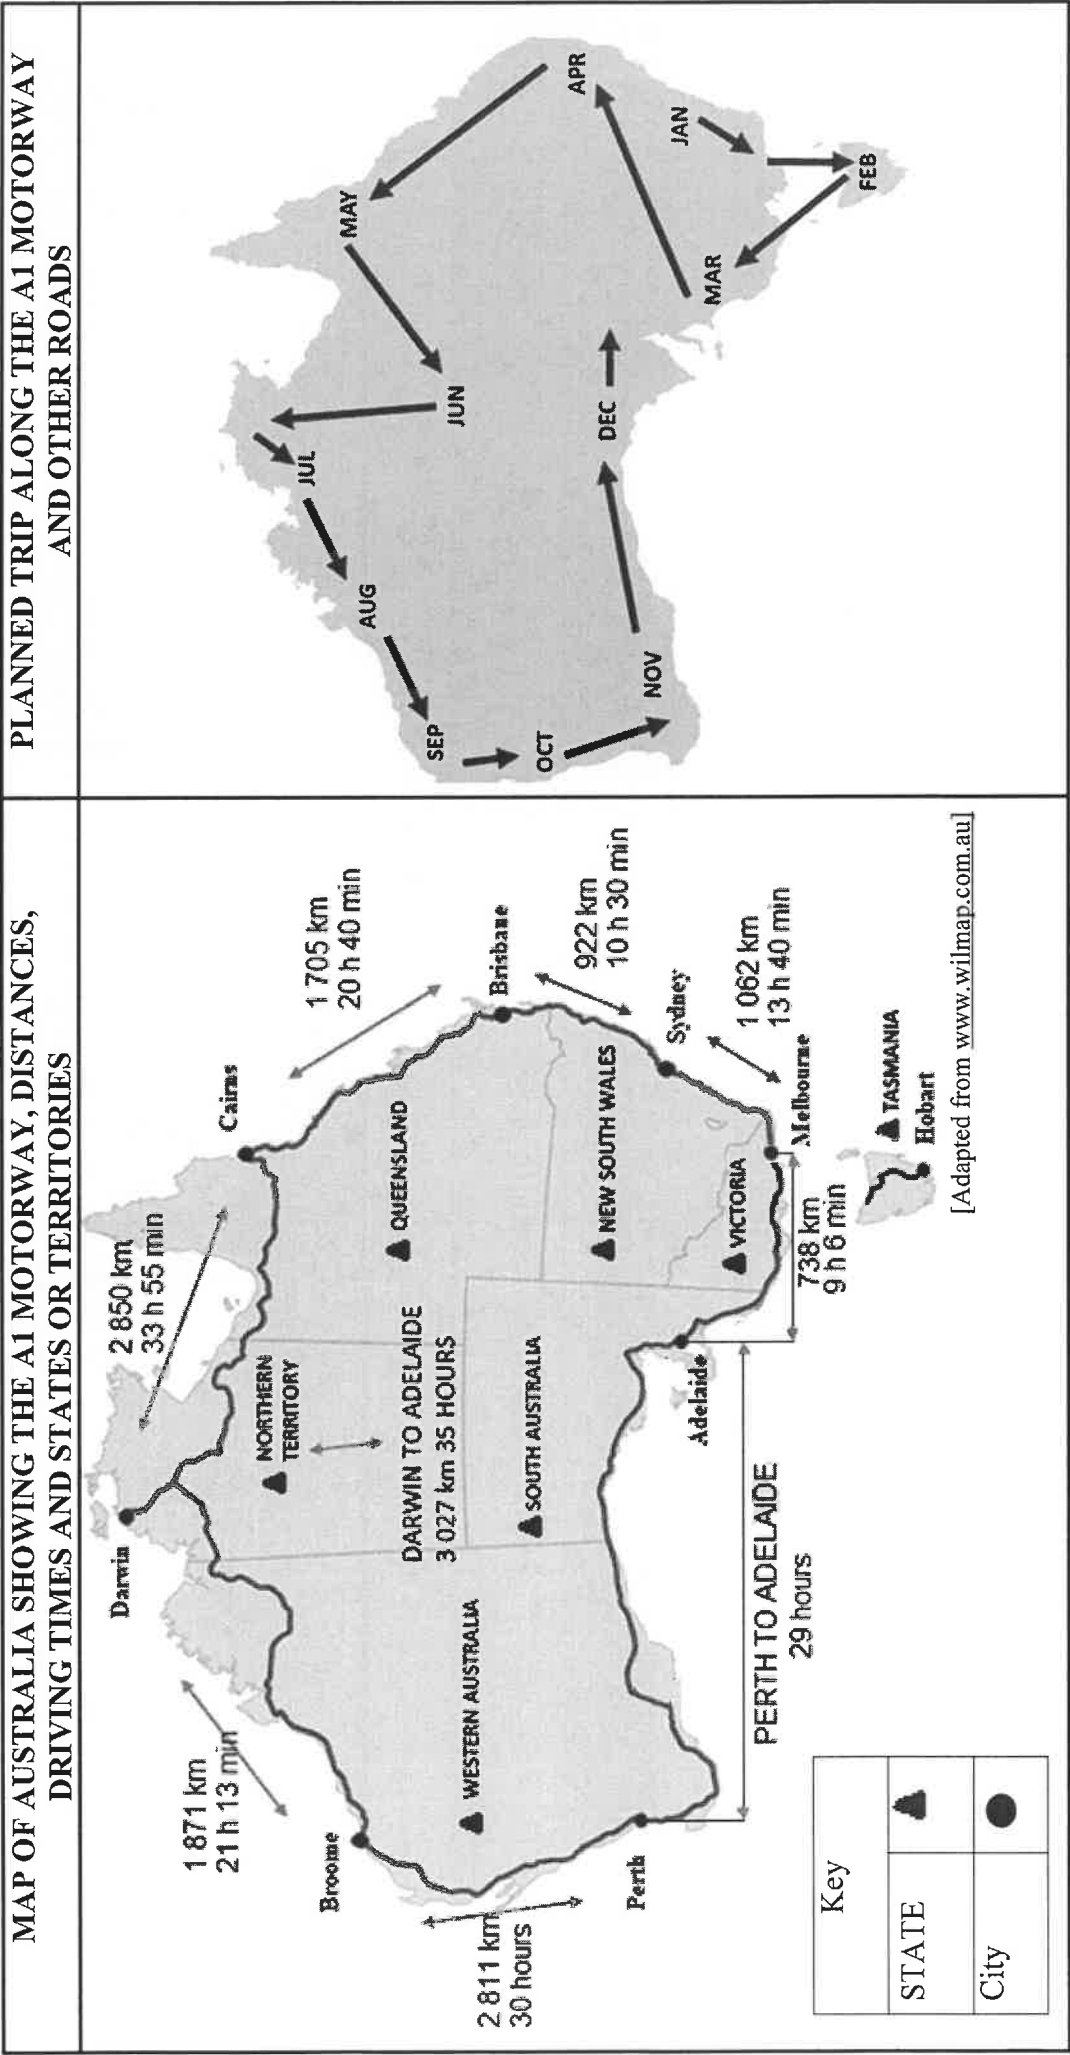 MAP OF AUSTRALIA SHOWING THE A1 MOTORWAY, DISTANCES,
DRIVING TIMES AND STATES OR TERRITORIES
Darwin
2 850 km
33 h 55 min
Cairns
1 705 km
20 h 40 min
1 871 km
21 h 13 min
NORTHERN
TERRITORY
QUEENSLAND
Broome
DARWIN TO ADELAIDE
3 027 km 35 HOURS
Brisbane
WESTERN AUSTRALIA
SOUTH AUSTRALIA
922 km
10 h 30 min
2 811 km
30 hours
NEW SOUTH WALES
Sydney
Perth
Adelaide
VICTORIA
1 062 km
13 h 40 min
Melbourne
PERTH TO ADELAIDE
29 hours
738 km
9 h 6 min
TASMANIA
Hobart
Key
STATE
City
[Adapted from www.wilmap.com.au]
PLANNED TRIP ALONG THE A1 MOTORWAY
AND OTHER ROADS
JAN
FEB
MAR
APR
MAY
JUN
JUL
AUG
SEP
OCT
NOV
DEC